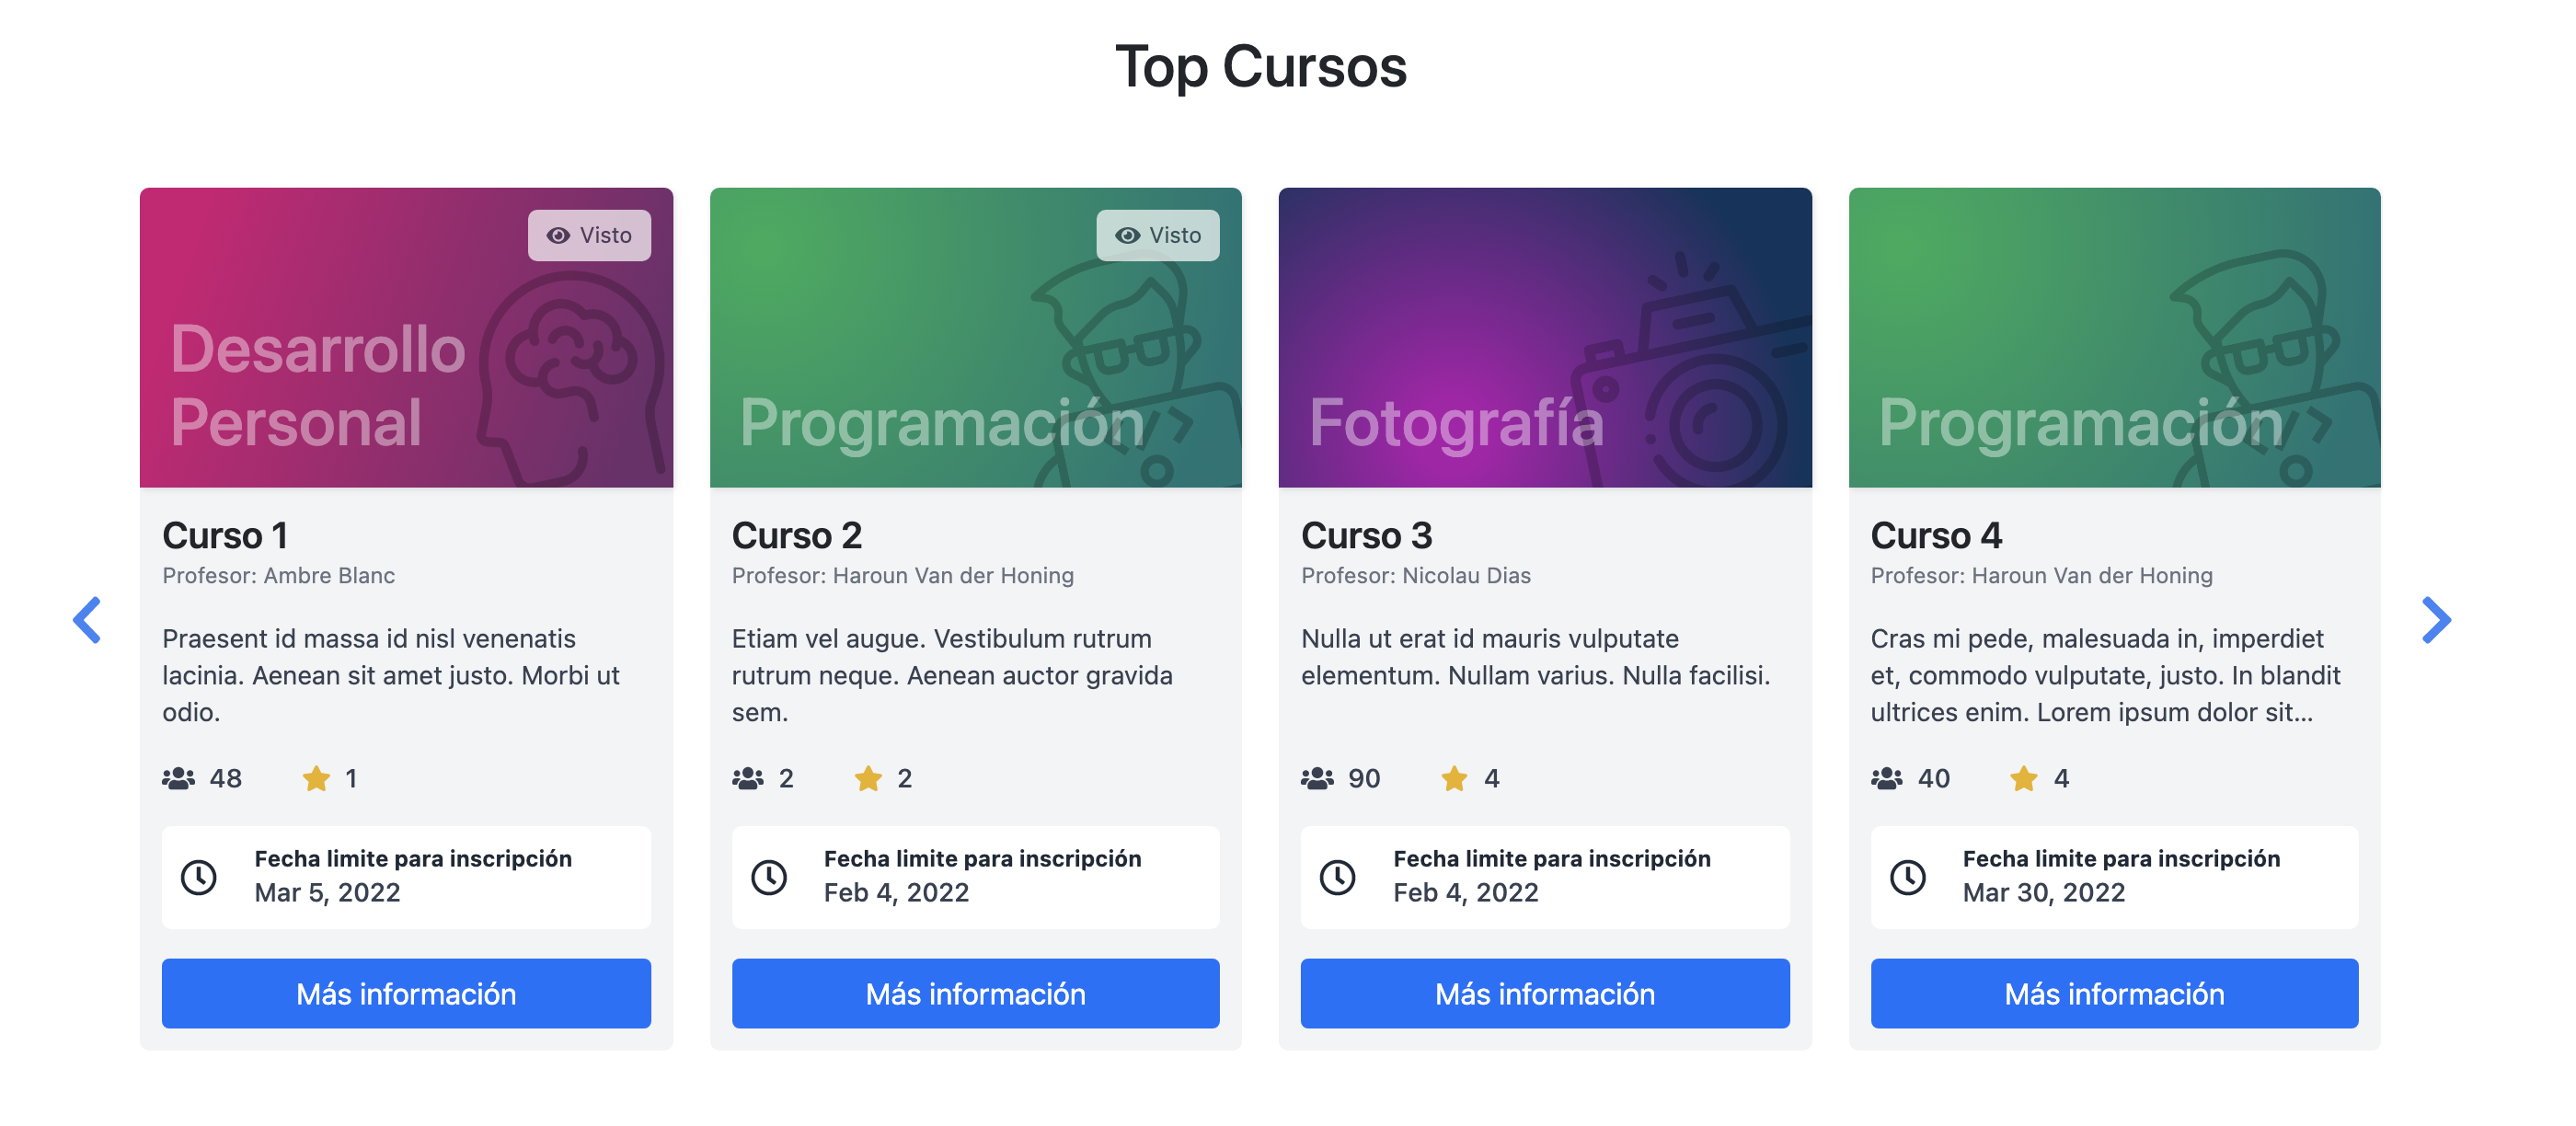 Top Cursos
Visto
Desarrollo
Personal
Curso 1
Profesor: Ambre Blanc
Praesent id massa id nisl venenatis
lacinia. Aenean sit amet justo. Morbi ut
odio.
48 1
Fecha limite para inscripción
Mar 5, 2022
Más información
Visto
Programación
Curso 2
Profesor: Haroun Van der Honing
Etiam vel augue. Vestibulum rutrum
rutrum neque. Aenean auctor gravida
sem.
2 2
Fecha limite para inscripción
Feb 4, 2022
Más información
Fotografía
Curso 3
Profesor: Nicolau Dias
Nulla ut erat id mauris vulputate
elementum. Nullam varius. Nulla facilisi.
90 4
Fecha limite para inscripción
Feb 4, 2022
Más información
Programación
Curso 4
Profesor: Haroun Van der Honing
Cras mi pede, malesuada in, imperdiet
et, commodo vulputate, justo. In blandit
ultrices enim. Lorem ipsum dolor sit...
40 4
Fecha limite para inscripción
Mar 30, 2022
Más información